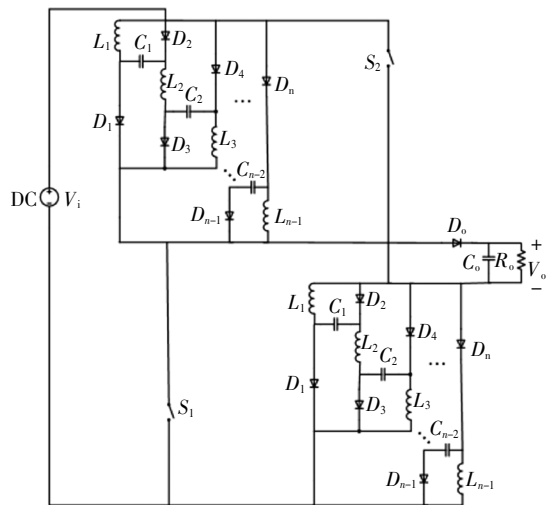 L₁
C₁
D₂
L₂
C₂
D₄
...
Dₙ
S₂
D₁
D₃
L₃
...
Cₙ₋₂
DC
Vᵢ
Dₙ₋₁
Lₙ₋₁
Dₒ
+
Cₒ
Rₒ
Vₒ
−
L₁
C₁
D₂
L₂
C₂
D₄
...
Dₙ
D₁
D₃
L₃
S₁
...
Cₙ₋₂
Dₙ₋₁
Lₙ₋₁